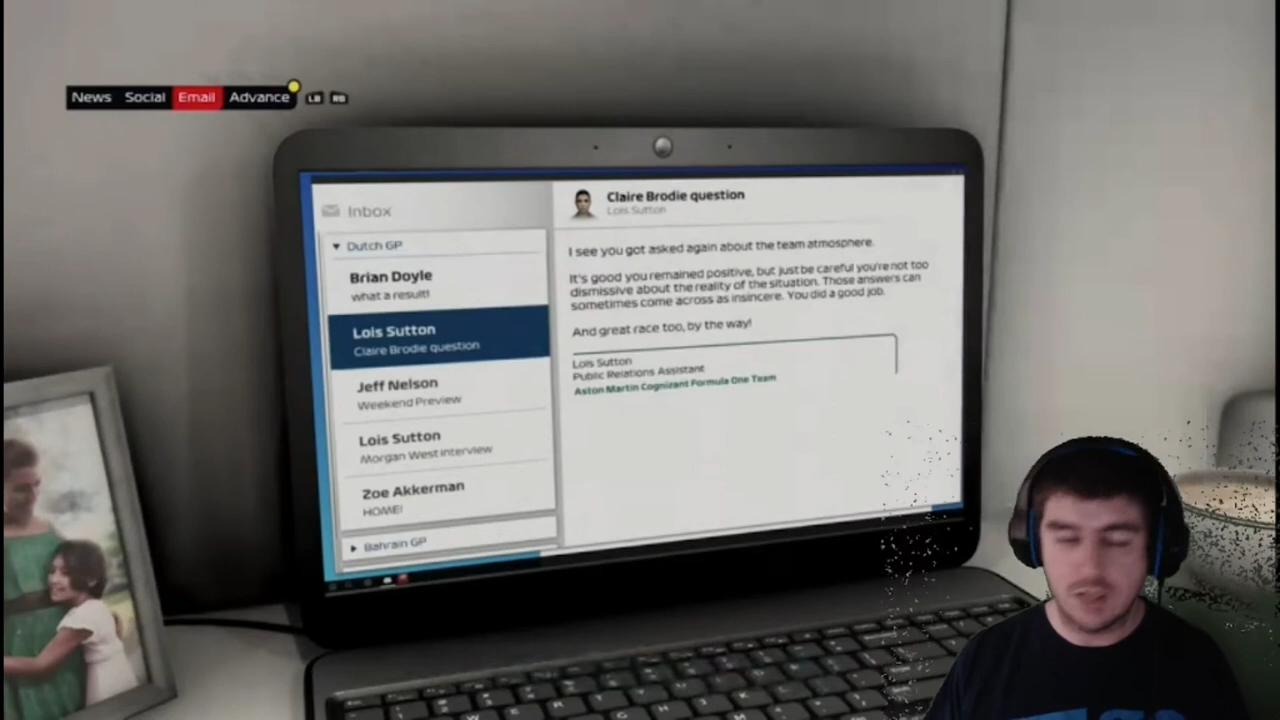 News Social Email Advance LB RB
Inbox
Dutch GP
Brian Doyle
what a result!
Lois Sutton
Claire Brodie question
Jeff Nelson
Weekend Preview
Lois Sutton
Morgan West interview
Zoe Akkerman
HOME!
Bahrain GP
Claire Brodie question
Lois Sutton
I see you got asked again about the team atmosphere.
It's good you remained positive, but just be careful you're not too
dismissive about the reality of the situation. Those answers can
sometimes come across as insincere. You did a good job.
And great race too, by the way!
Lois Sutton
Public Relations Assistant
Aston Martin Cognizant Formula One Team